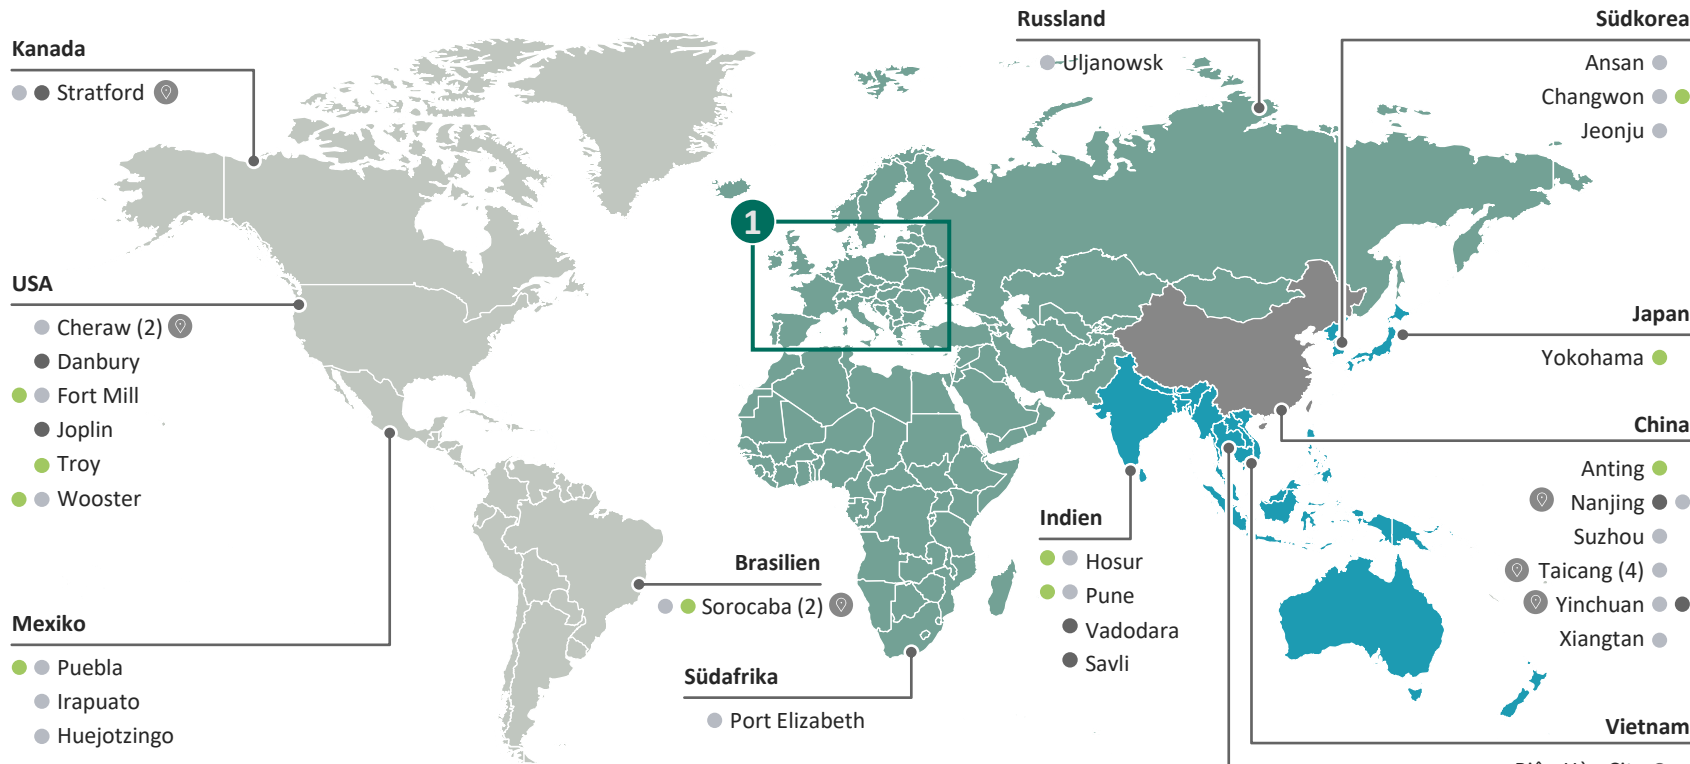 Kanada
Stratford
USA
Cheraw (2)
Danbury
Fort Mill
Joplin
Troy
Wooster
Mexiko
Puebla
Irapuato
Huejotzingo
Brasilien
Sorocaba (2)
Südafrika
Port Elizabeth
1
Russland
Uljanowsk
Indien
Hosur
Pune
Vadodara
Savli
Südkorea
Ansan
Changwon
Jeonju
Japan
Yokohama
China
Anting
Nanjing
Suzhou
Taicang (4)
Yinchuan
Xiangtan
Vietnam